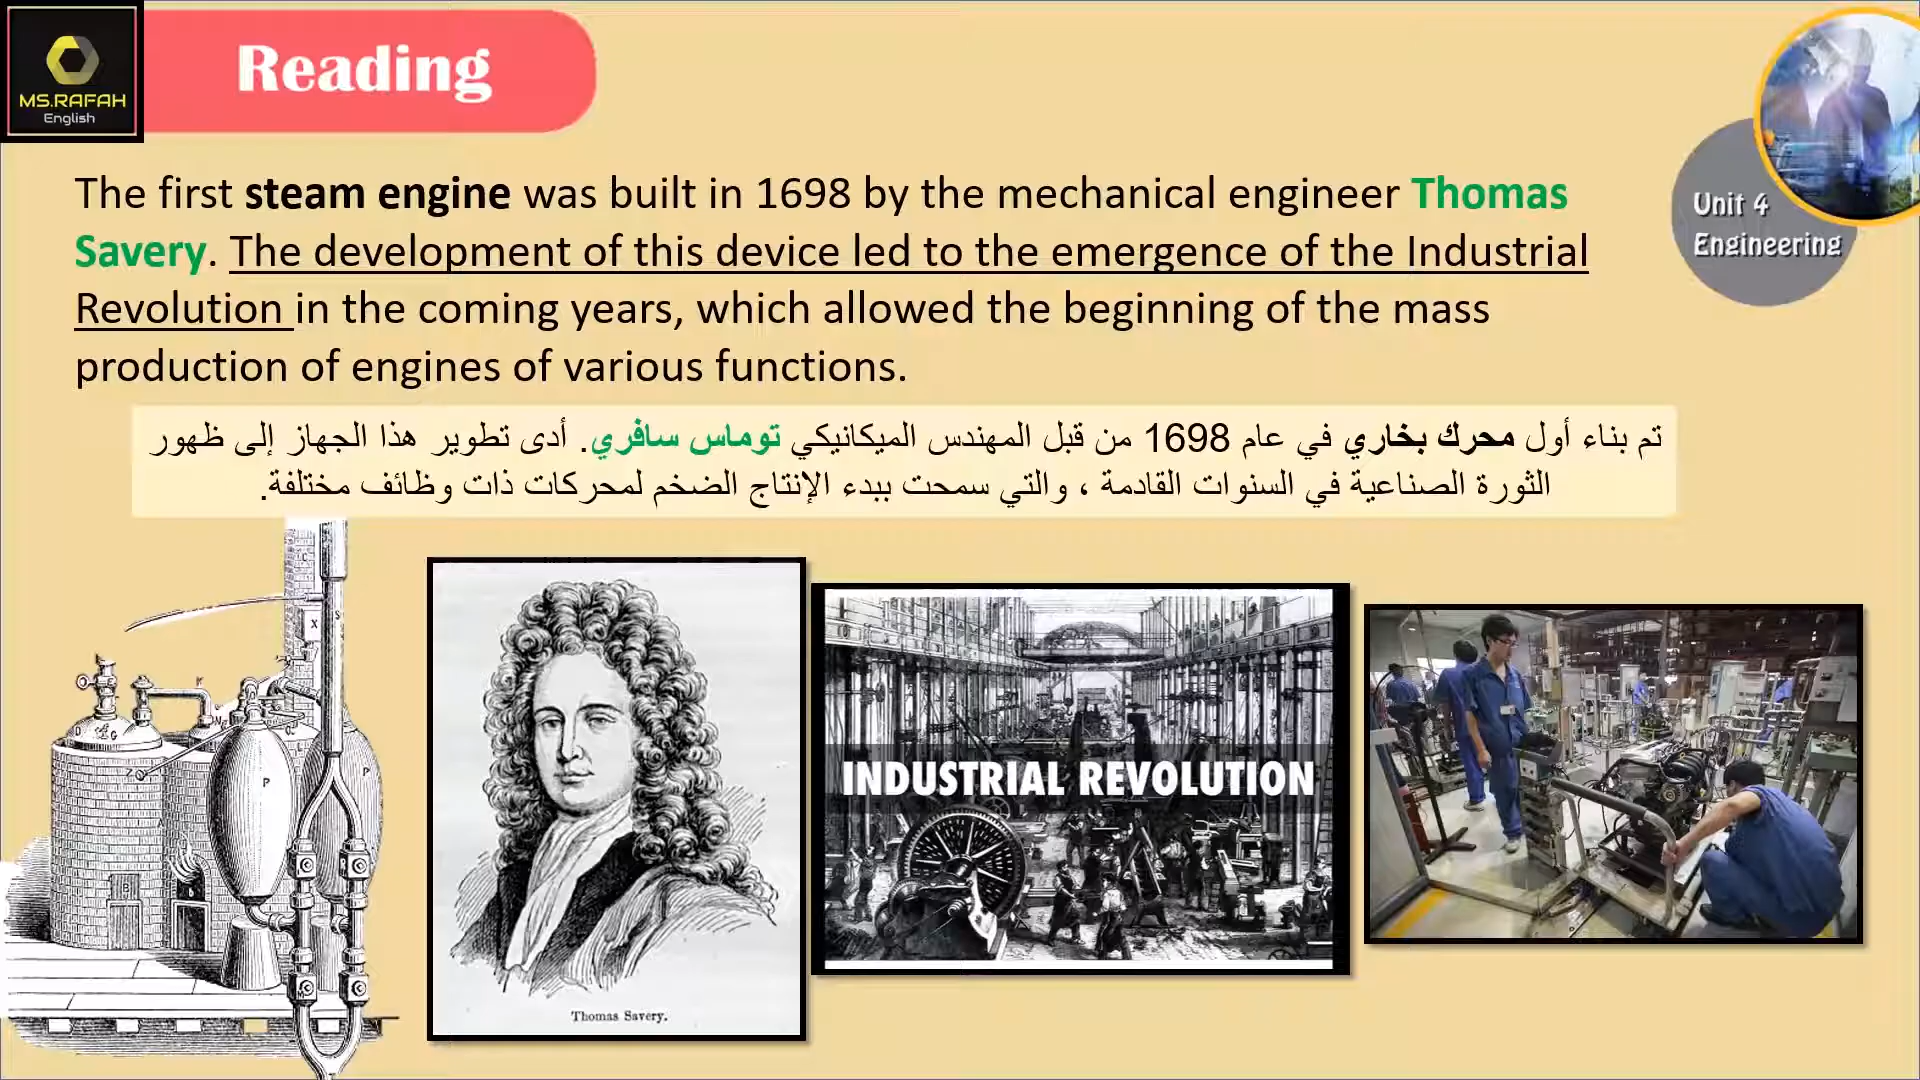 MS.RAFAH
English
Reading
Unit 4
Engineering
The first steam engine was built in 1698 by the mechanical engineer Thomas
Savery. The development of this device led to the emergence of the Industrial
Revolution in the coming years, which allowed the beginning of the mass
production of engines of various functions.
تم بناء أول محرك بخاري في عام 1698 من قبل المهندس الميكانيكي توماس سافري. أدى تطوير هذا الجهاز إلى ظهور
الثورة الصناعية في السنوات القادمة ، والتي سمحت ببدء الإنتاج الضخم لمحركات ذات وظائف مختلفة.
Thomas Savery.
INDUSTRIAL REVOLUTION
X
S
P
P